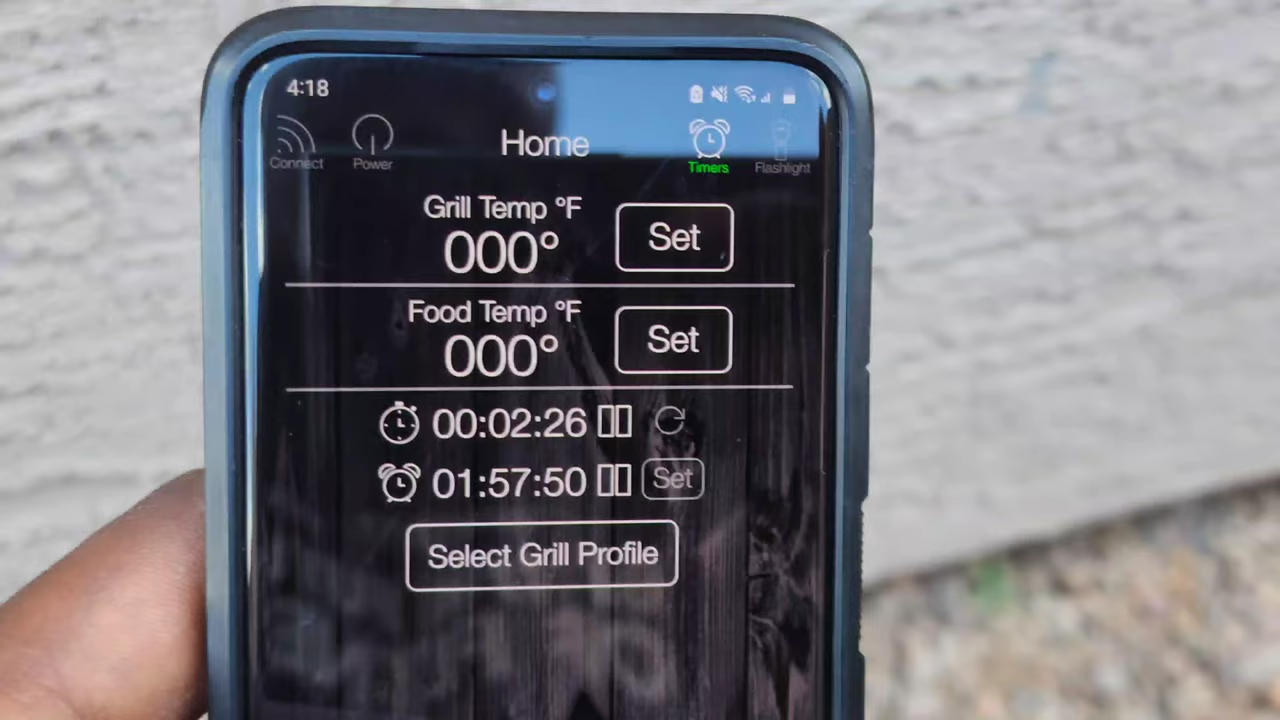 4:18
Connect Power Home Timers Flashlight
Grill Temp °F
000° Set
Food Temp °F
000° Set
00:02:26
01:57:50 Set
Select Grill Profile